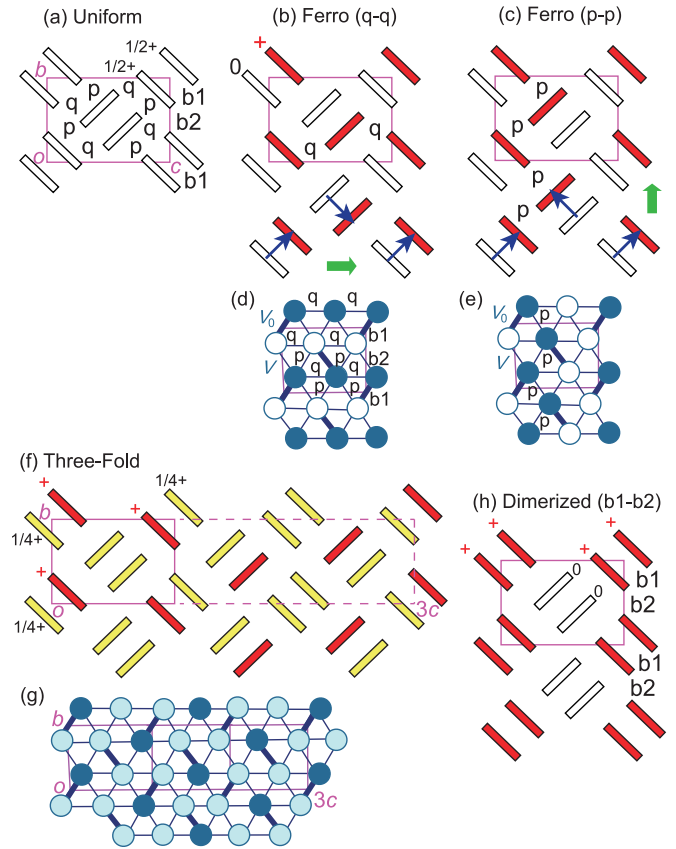 (a) Uniform
(b) Ferro (q-q)
(c) Ferro (p-p)
1/2+
1/2+
b
q
p
q
p
b1
p
q
b2
o
q
p
c
b1
+
0
q
q
p
p
p
p
(d)
q
q
V0
b1
q
q
b2
V
p
p
q
q
p
p
b1
(e)
V0
p
V
p
p
p
(f) Three-Fold
+
1/4+
b
+
1/4+
+
o
3c
1/4+
(g)
b
o
3c
(h) Dimerized (b1-b2)
+
+
+
0
b1
0
b2
b1
b2